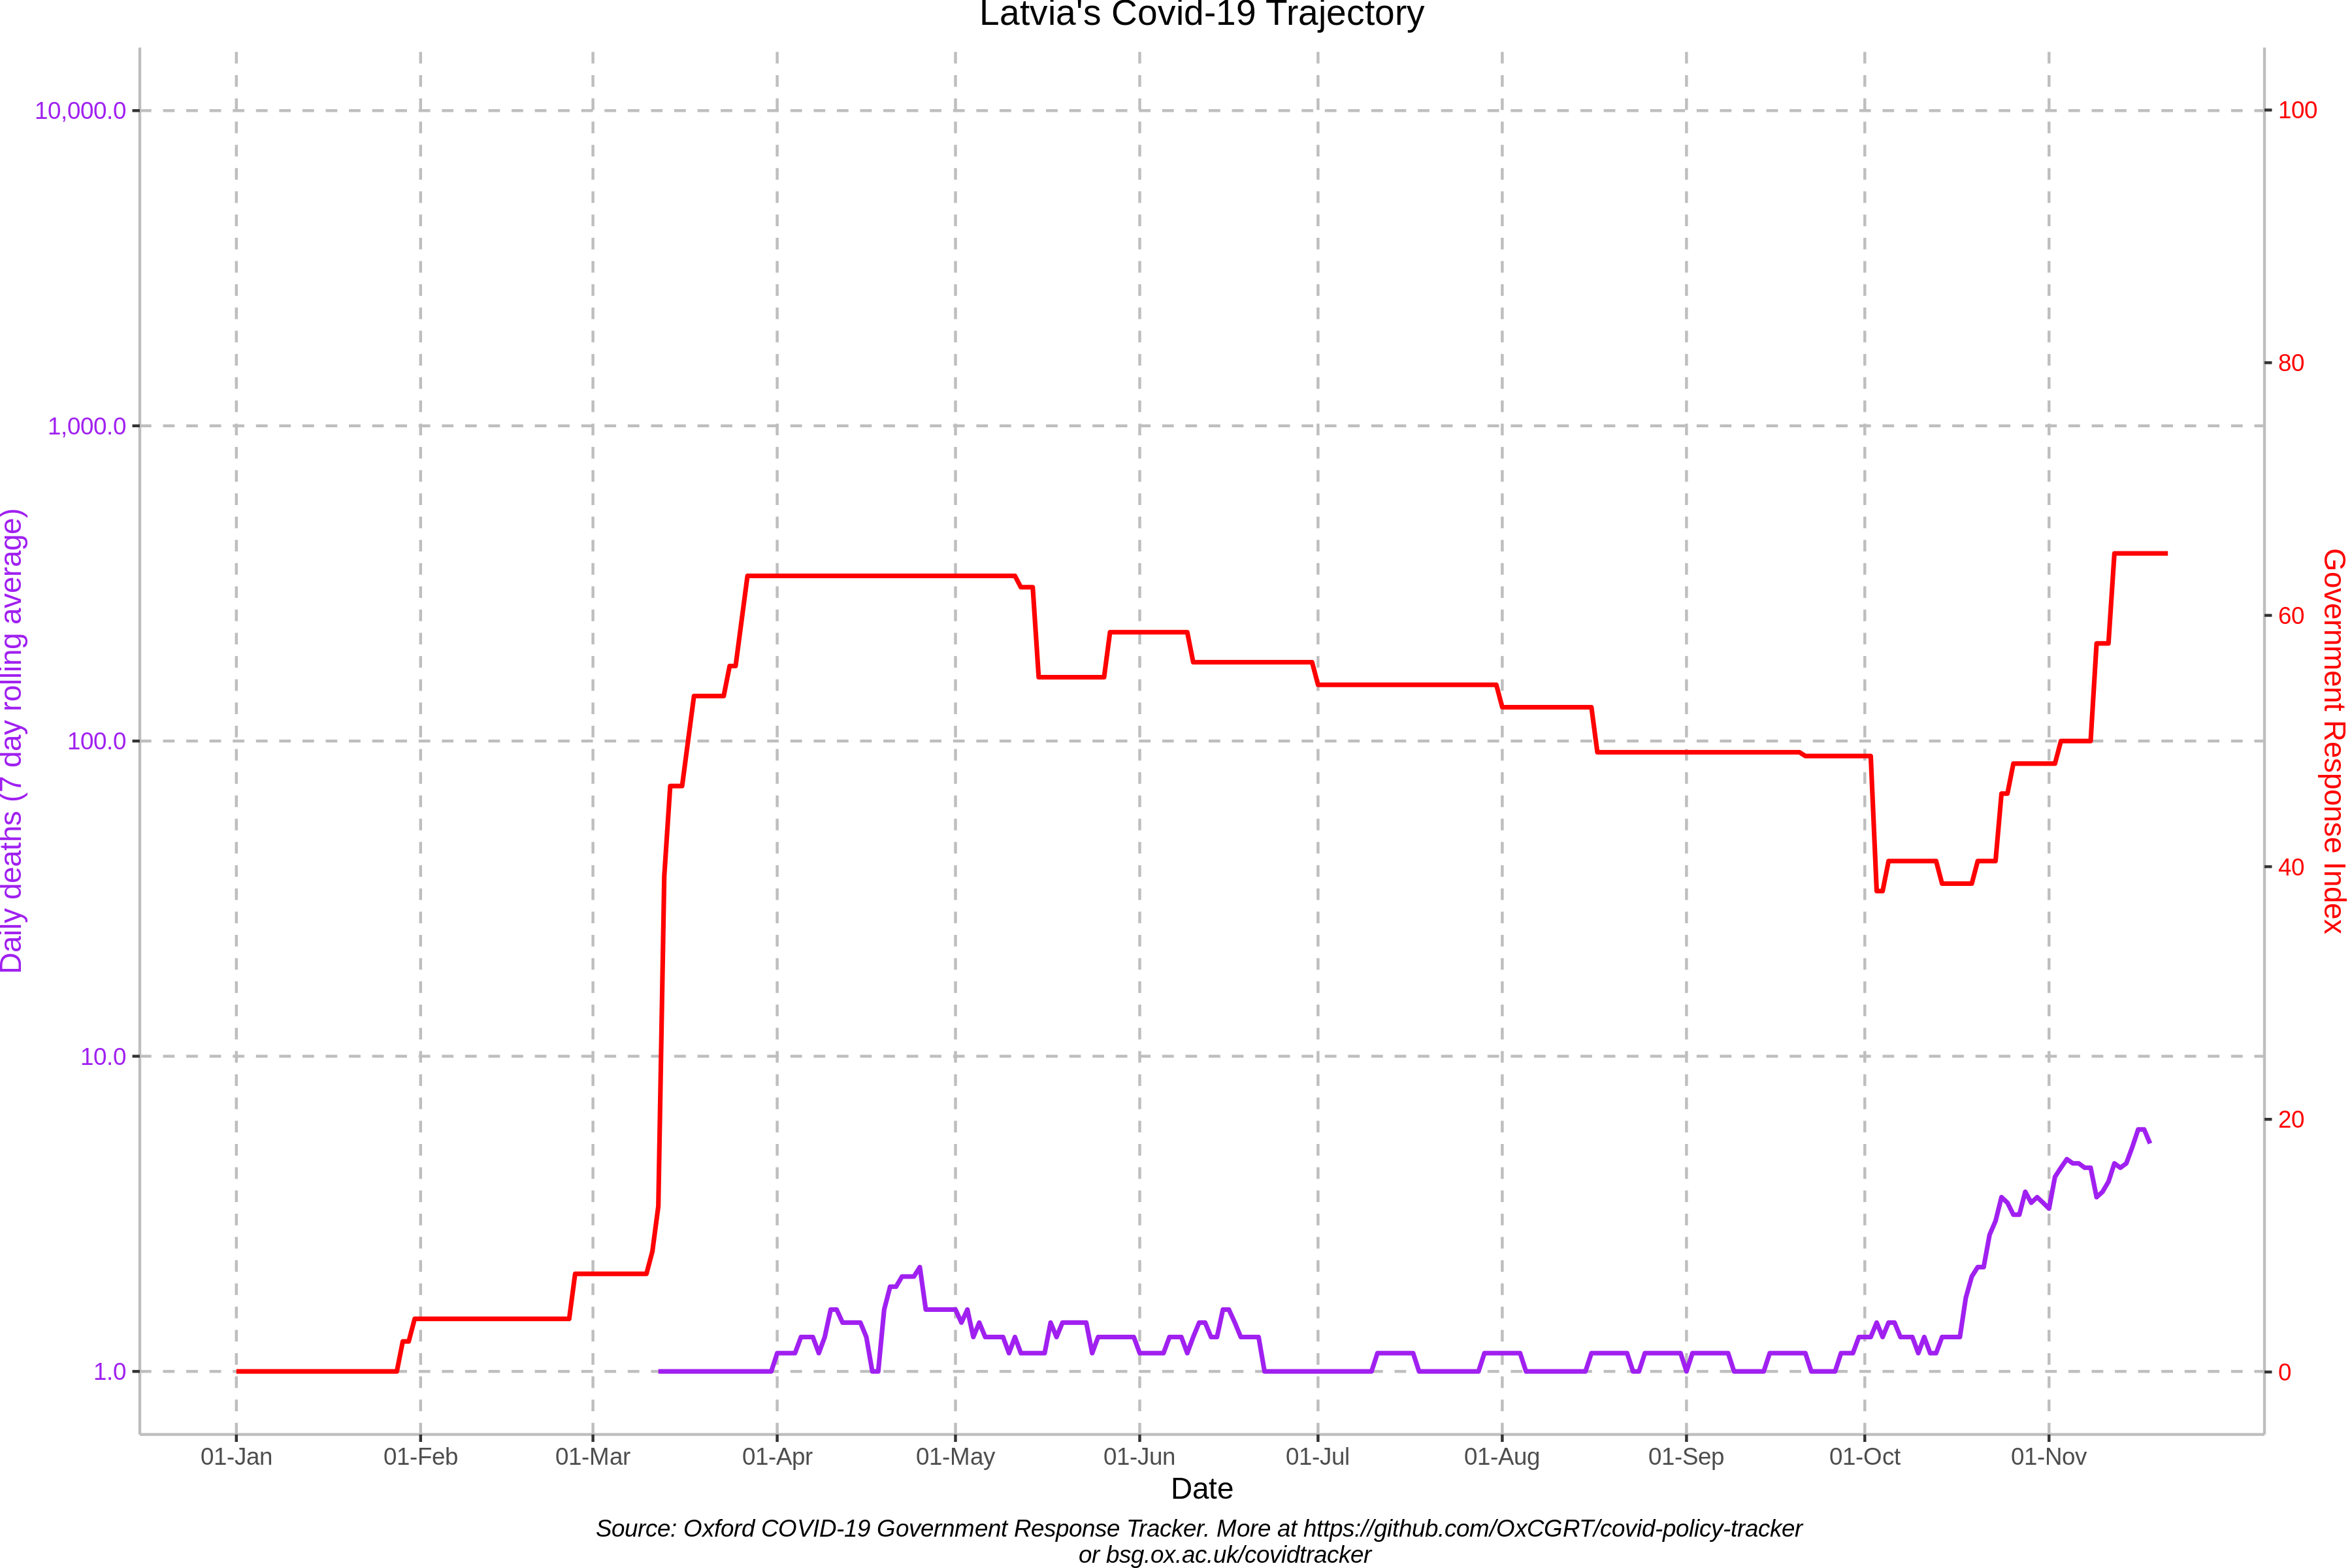 Latvia's Covid-19 Trajectory
10,000.0
1,000.0
100.0
10.0
1.0
Daily deaths (7 day rolling average)
100
80
60
40
20
0
Government Response Index
01-Jan
01-Feb
01-Mar
01-Apr
01-May
01-Jun
01-Jul
01-Aug
01-Sep
01-Oct
01-Nov
Date
Source: Oxford COVID-19 Government Response Tracker. More at https://github.com/OxCGRT/covid-policy-tracker
or bsg.ox.ac.uk/covidtracker